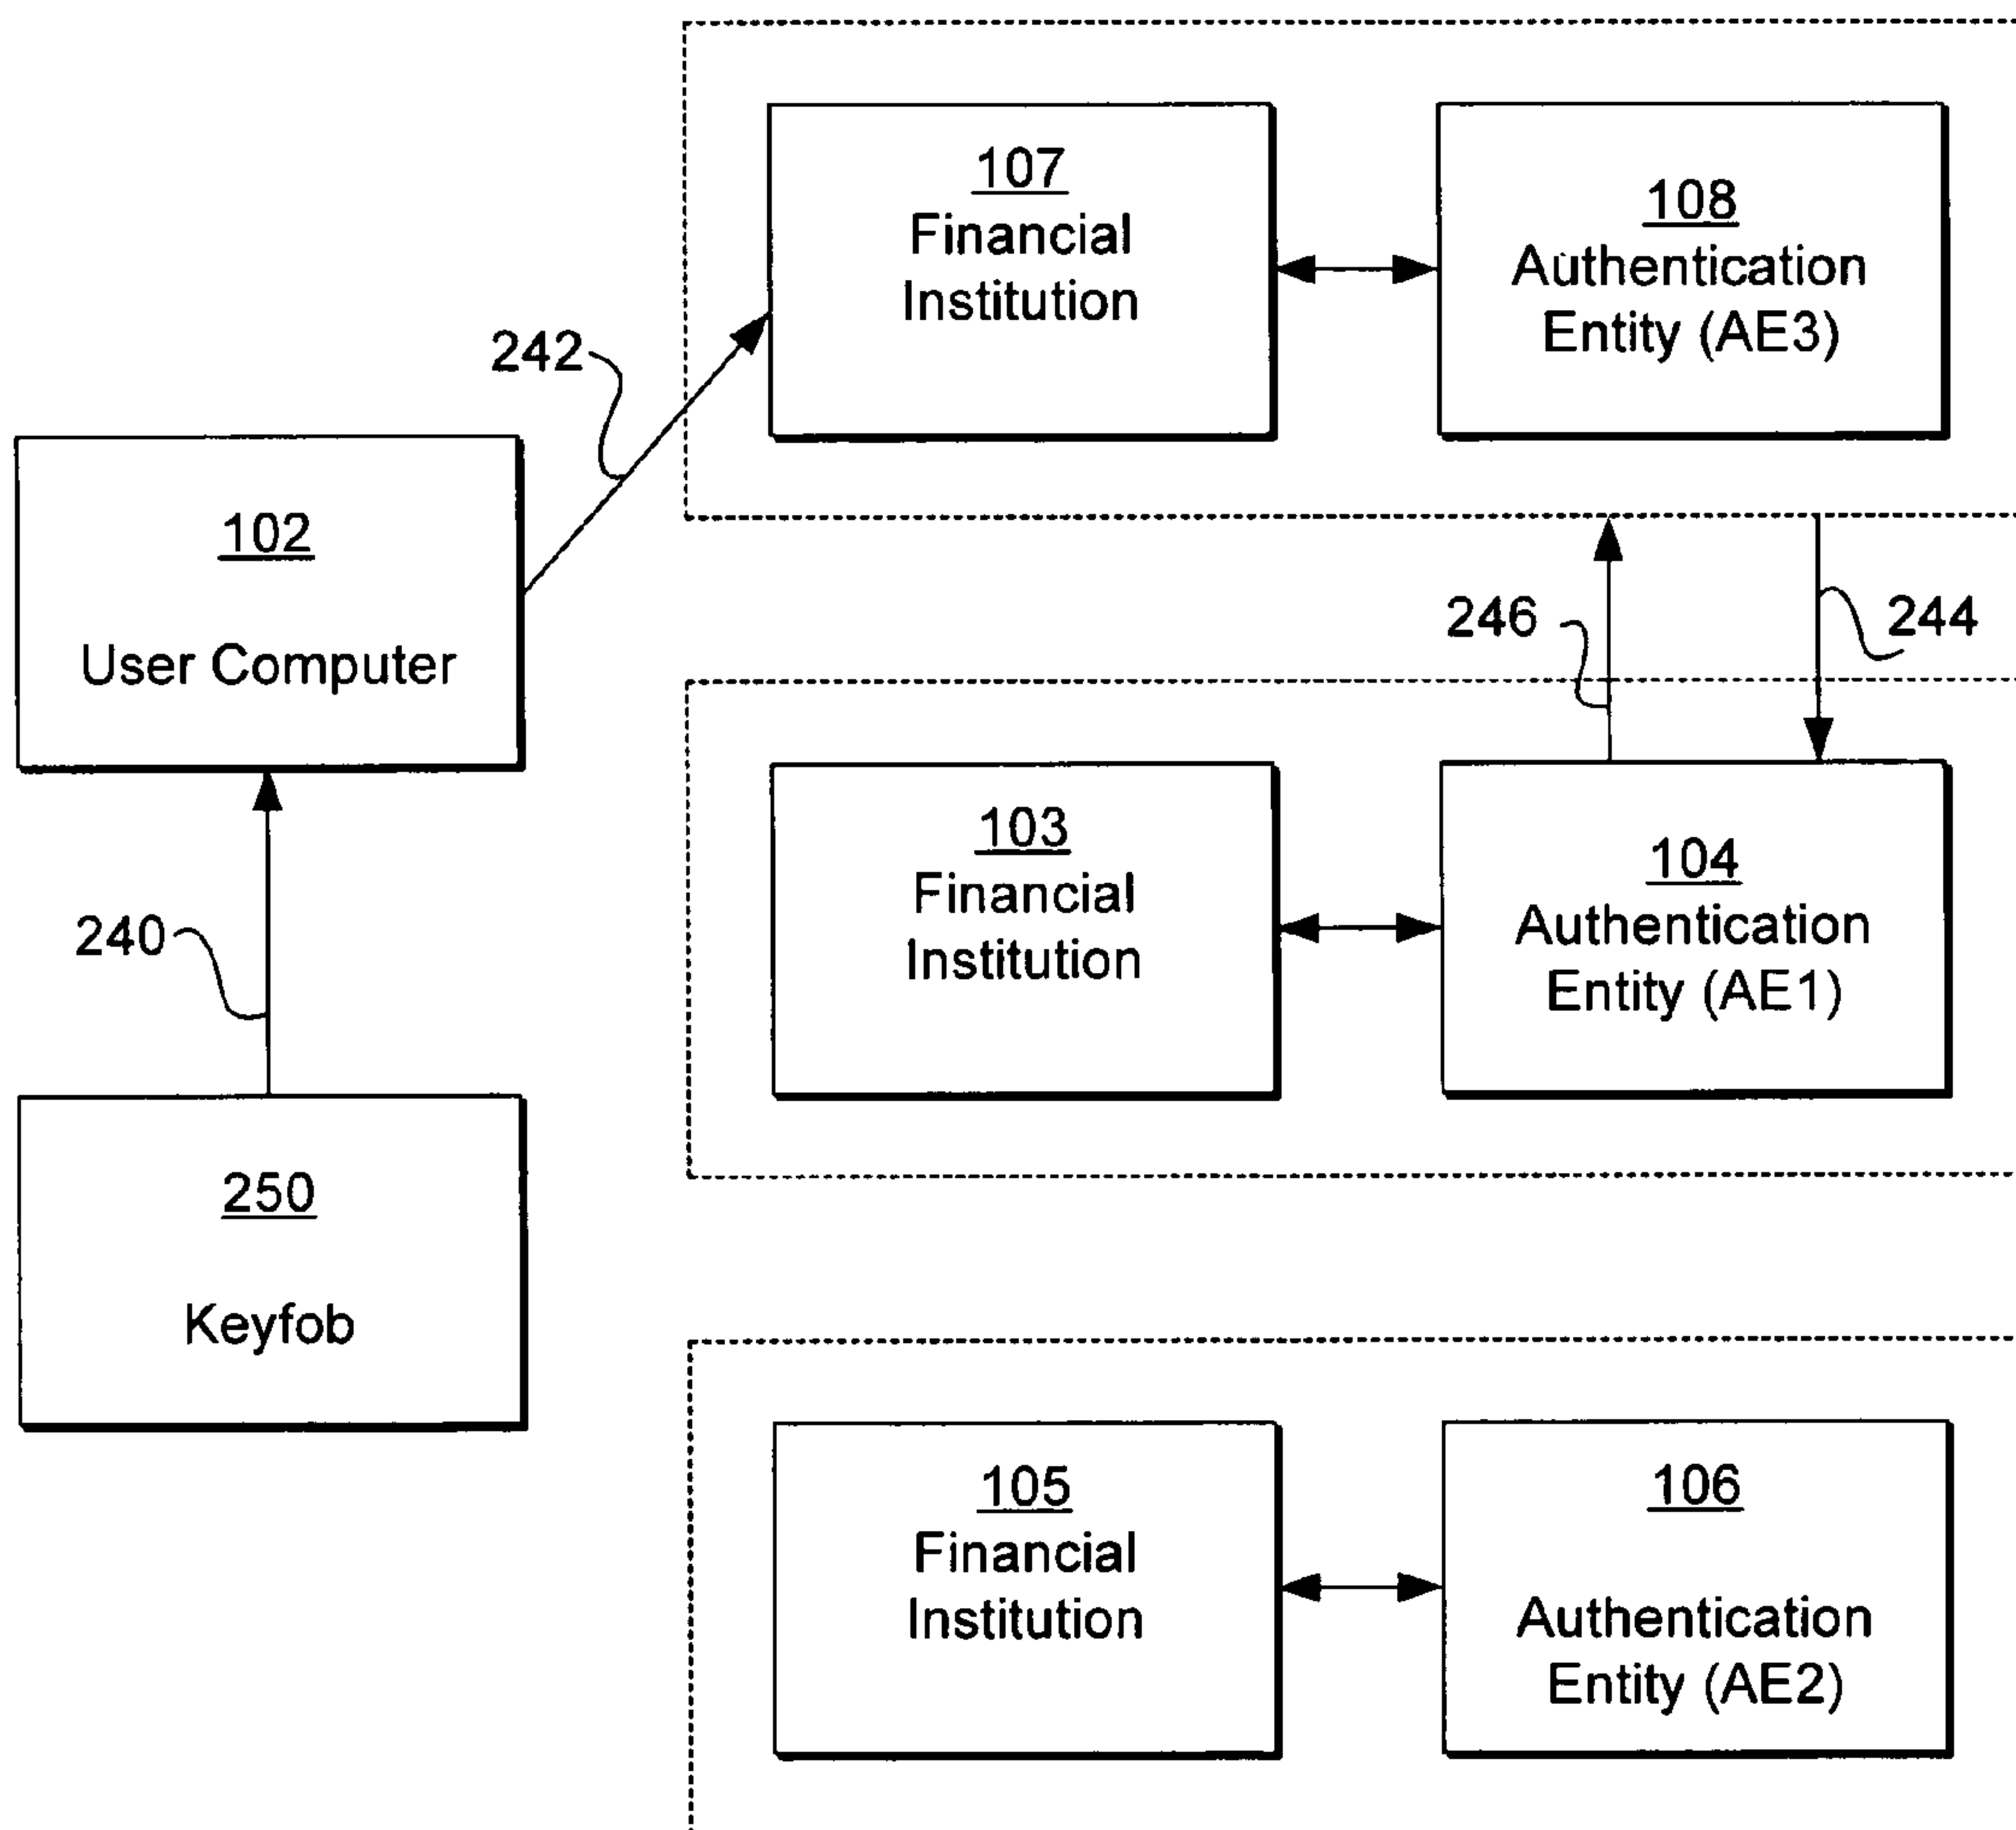 107
Financial
Institution
108
Authentication
Entity (AE3)
242
102
User Computer
246
244
103
Financial
Institution
104
Authentication
Entity (AE1)
240
250
Keyfob
105
Financial
Institution
106
Authentication
Entity (AE2)